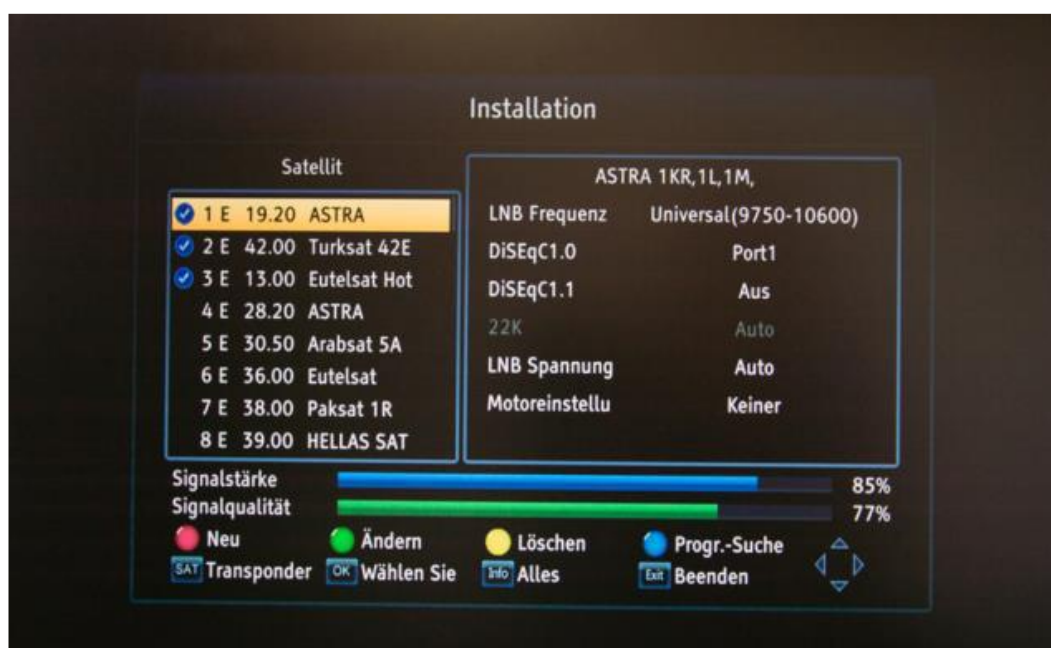 Installation
Satellit
1 E 19.20 ASTRA
2 E 42.00 Turksat 42E
3 E 13.00 Eutelsat Hot
4 E 28.20 ASTRA
5 E 30.50 Arabsat 5A
6 E 36.00 Eutelsat
7 E 38.00 Paksat 1R
8 E 39.00 HELLAS SAT
ASTRA 1KR,1L,1M,
LNB Frequenz Universal(9750-10600)
DiSEqC1.0 Port1
DiSEqC1.1 Aus
22K Auto
LNB Spannung Auto
Motoreinstellu Keiner
Signalstärke 85%
Signalqualität 77%
Neu Ändern Löschen Progr.-Suche
SAT Transponder OK Wählen Sie Info Alles Exit Beenden